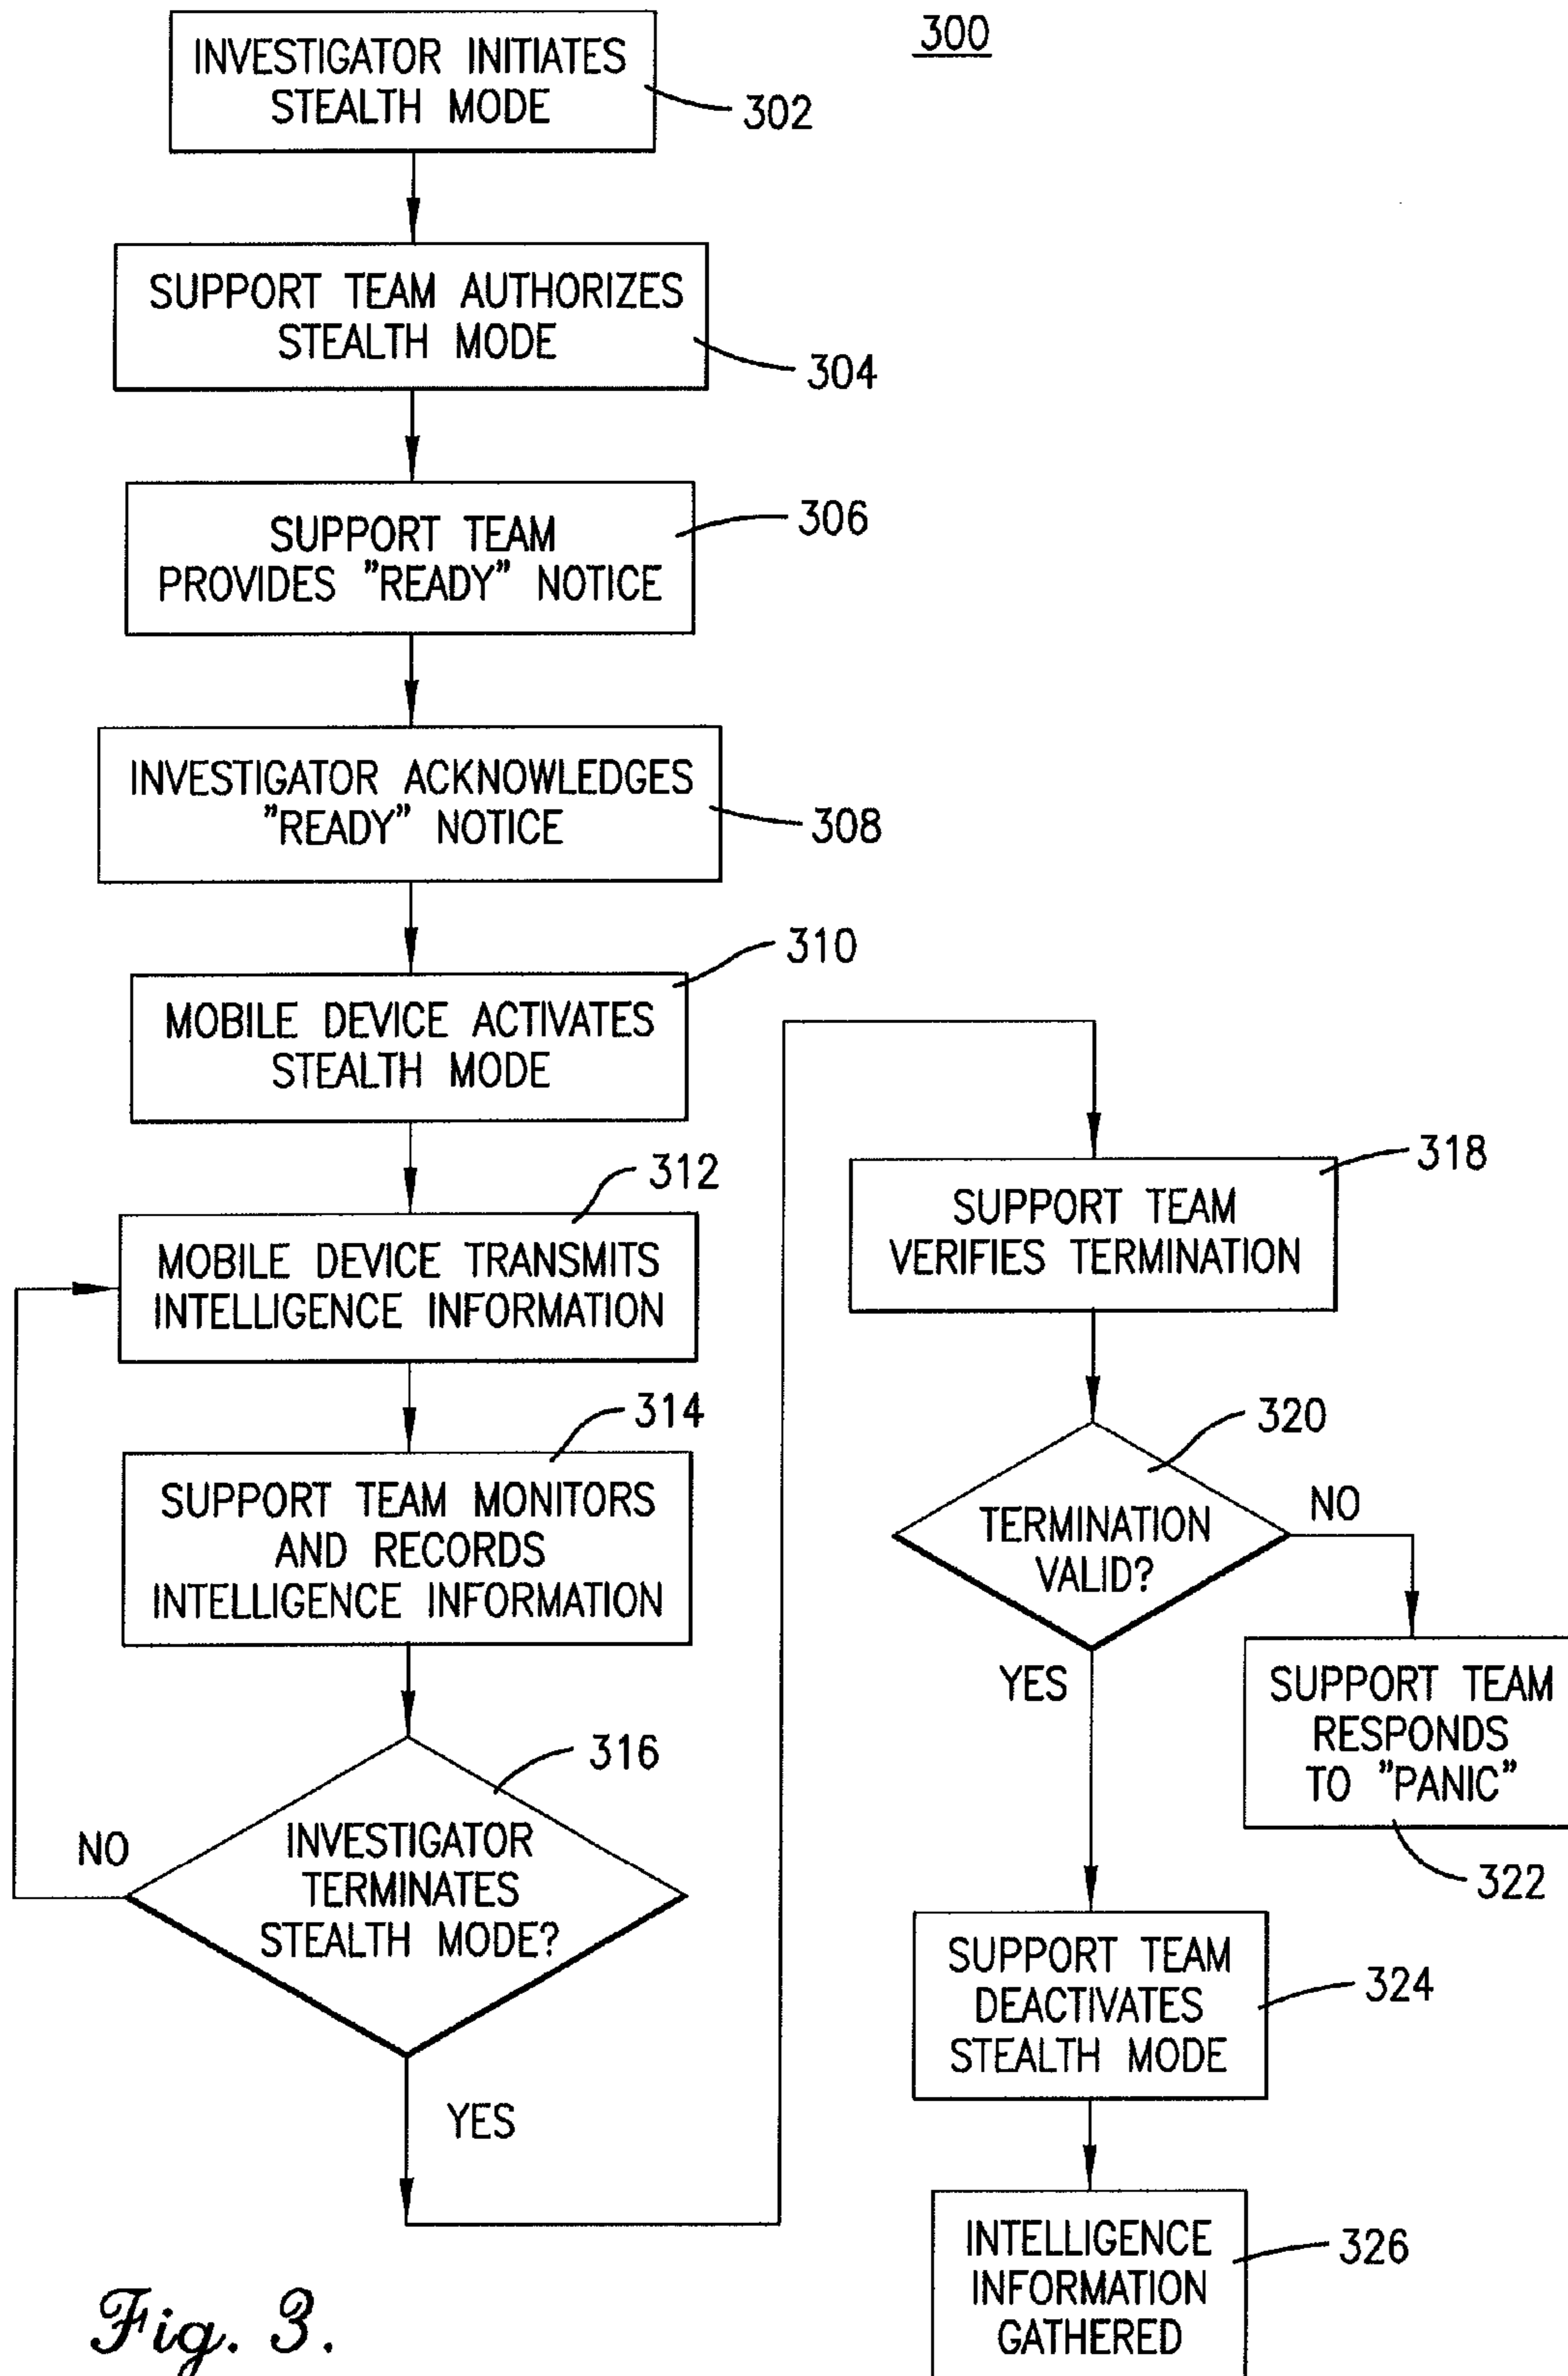 300
INVESTIGATOR INITIATES
STEALTH MODE
302
SUPPORT TEAM AUTHORIZES
STEALTH MODE
304
SUPPORT TEAM
PROVIDES "READY" NOTICE
306
INVESTIGATOR ACKNOWLEDGES
"READY" NOTICE
308
MOBILE DEVICE ACTIVATES
STEALTH MODE
310
MOBILE DEVICE TRANSMITS
INTELLIGENCE INFORMATION
312
SUPPORT TEAM MONITORS
AND RECORDS
INTELLIGENCE INFORMATION
314
INVESTIGATOR
TERMINATES
STEALTH MODE?
316
NO
YES
SUPPORT TEAM
VERIFIES TERMINATION
318
TERMINATION
VALID?
320
NO
YES
SUPPORT TEAM
RESPONDS
TO "PANIC"
322
SUPPORT TEAM
DEACTIVATES
STEALTH MODE
324
INTELLIGENCE
INFORMATION
GATHERED
326
Fig. 3.